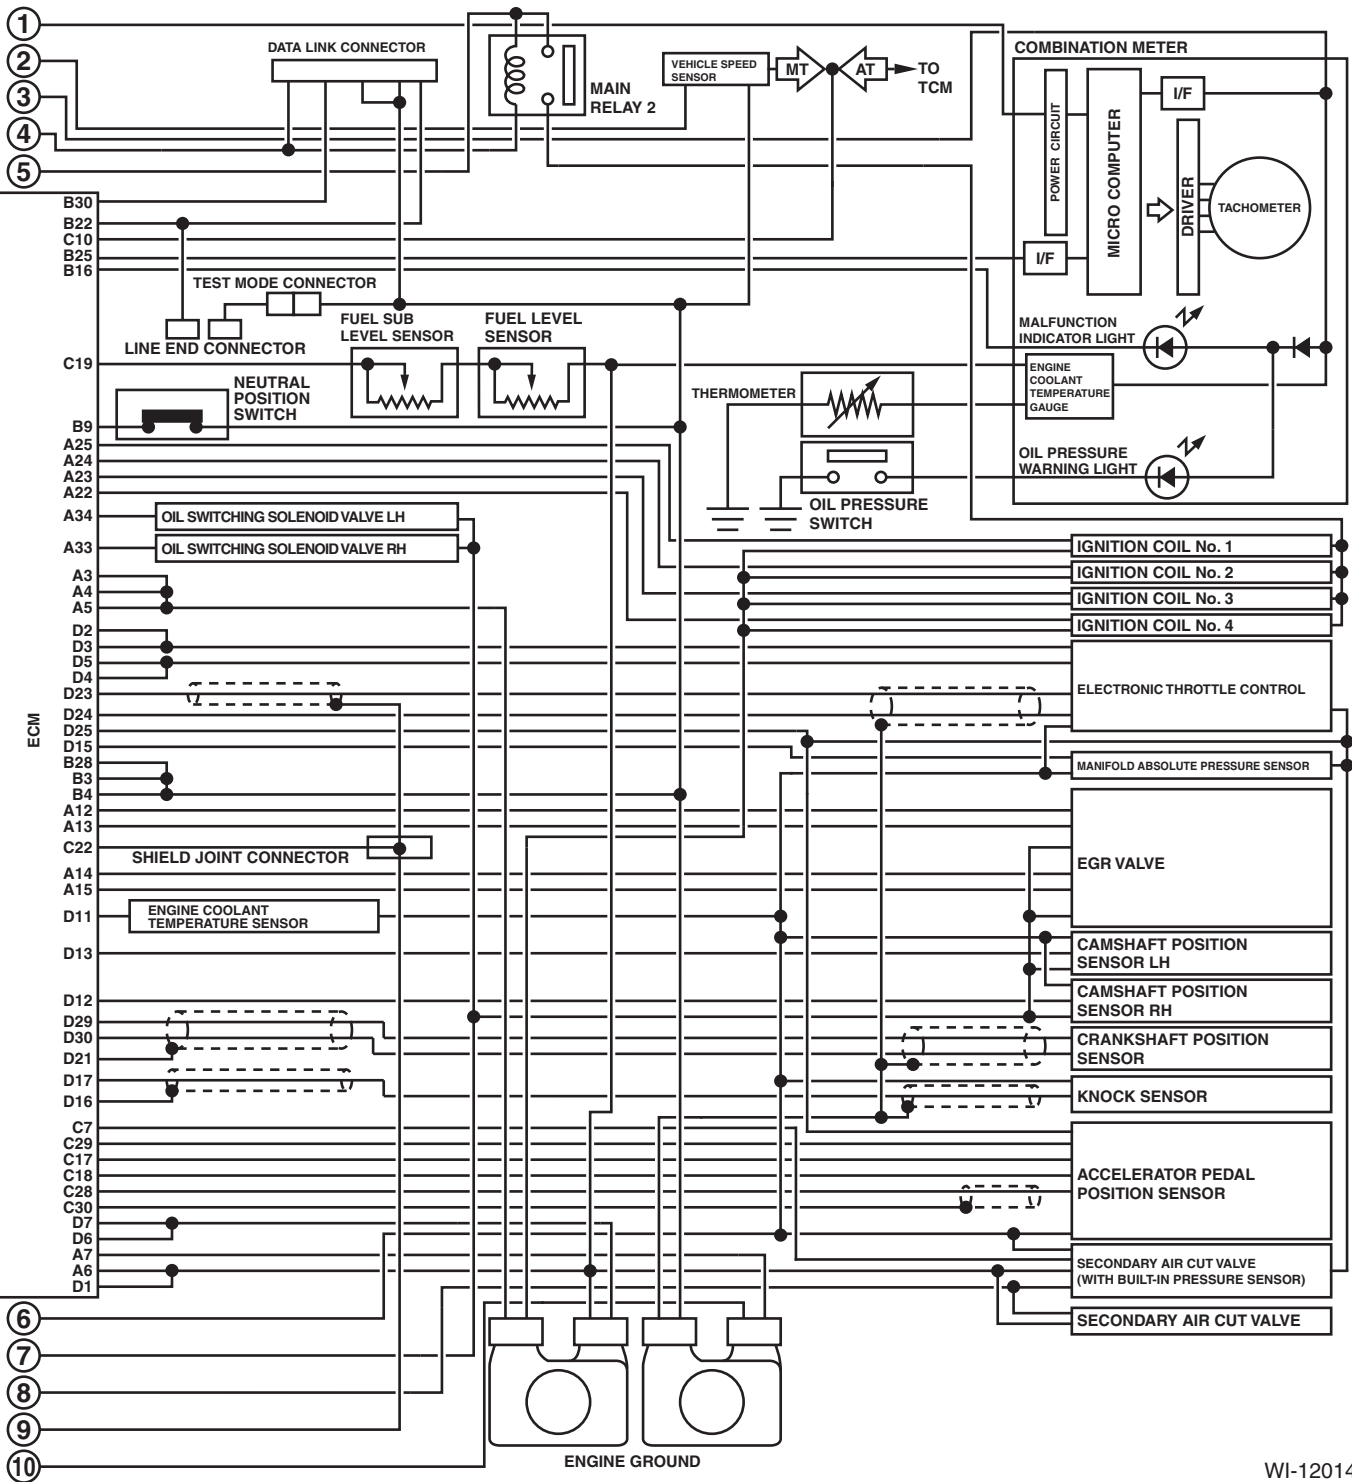 1
2
3
4
5
DATA LINK CONNECTOR
MAIN
RELAY 2
VEHICLE SPEED
SENSOR
MT
AT
TO
TCM
COMBINATION METER
I/F
POWER CIRCUIT
MICRO COMPUTER
DRIVER
TACHOMETER
I/F
MALFUNCTION
INDICATOR LIGHT
ENGINE
COOLANT
TEMPERATURE
GAUGE
OIL PRESSURE
WARNING LIGHT
B30
B22
C10
B25
B16
TEST MODE CONNECTOR
LINE END CONNECTOR
FUEL SUB
LEVEL SENSOR
FUEL LEVEL
SENSOR
THERMOMETER
OIL PRESSURE
SWITCH
C19
NEUTRAL
POSITION
SWITCH
B9
A25
A24
A23
A22
A34
OIL SWITCHING SOLENOID VALVE LH
A33
OIL SWITCHING SOLENOID VALVE RH
A3
A4
A5
D2
D3
D5
D4
D23
D24
D25
D15
B28
B3
B4
A12
A13
C22
SHIELD JOINT CONNECTOR
A14
A15
D11
ENGINE COOLANT
TEMPERATURE SENSOR
D13
D12
D29
D30
D21
D17
D16
C7
C29
C17
C18
C28
C30
D7
D6
A7
A6
D1
ECM
IGNITION COIL No. 1
IGNITION COIL No. 2
IGNITION COIL No. 3
IGNITION COIL No. 4
ELECTRONIC THROTTLE CONTROL
MANIFOLD ABSOLUTE PRESSURE SENSOR
EGR VALVE
CAMSHAFT POSITION
SENSOR LH
CAMSHAFT POSITION
SENSOR RH
CRANKSHAFT POSITION
SENSOR
KNOCK SENSOR
ACCELERATOR PEDAL
POSITION SENSOR
SECONDARY AIR CUT VALVE
(WITH BUILT-IN PRESSURE SENSOR)
SECONDARY AIR CUT VALVE
6
7
8
9
10
ENGINE GROUND
WI-12014